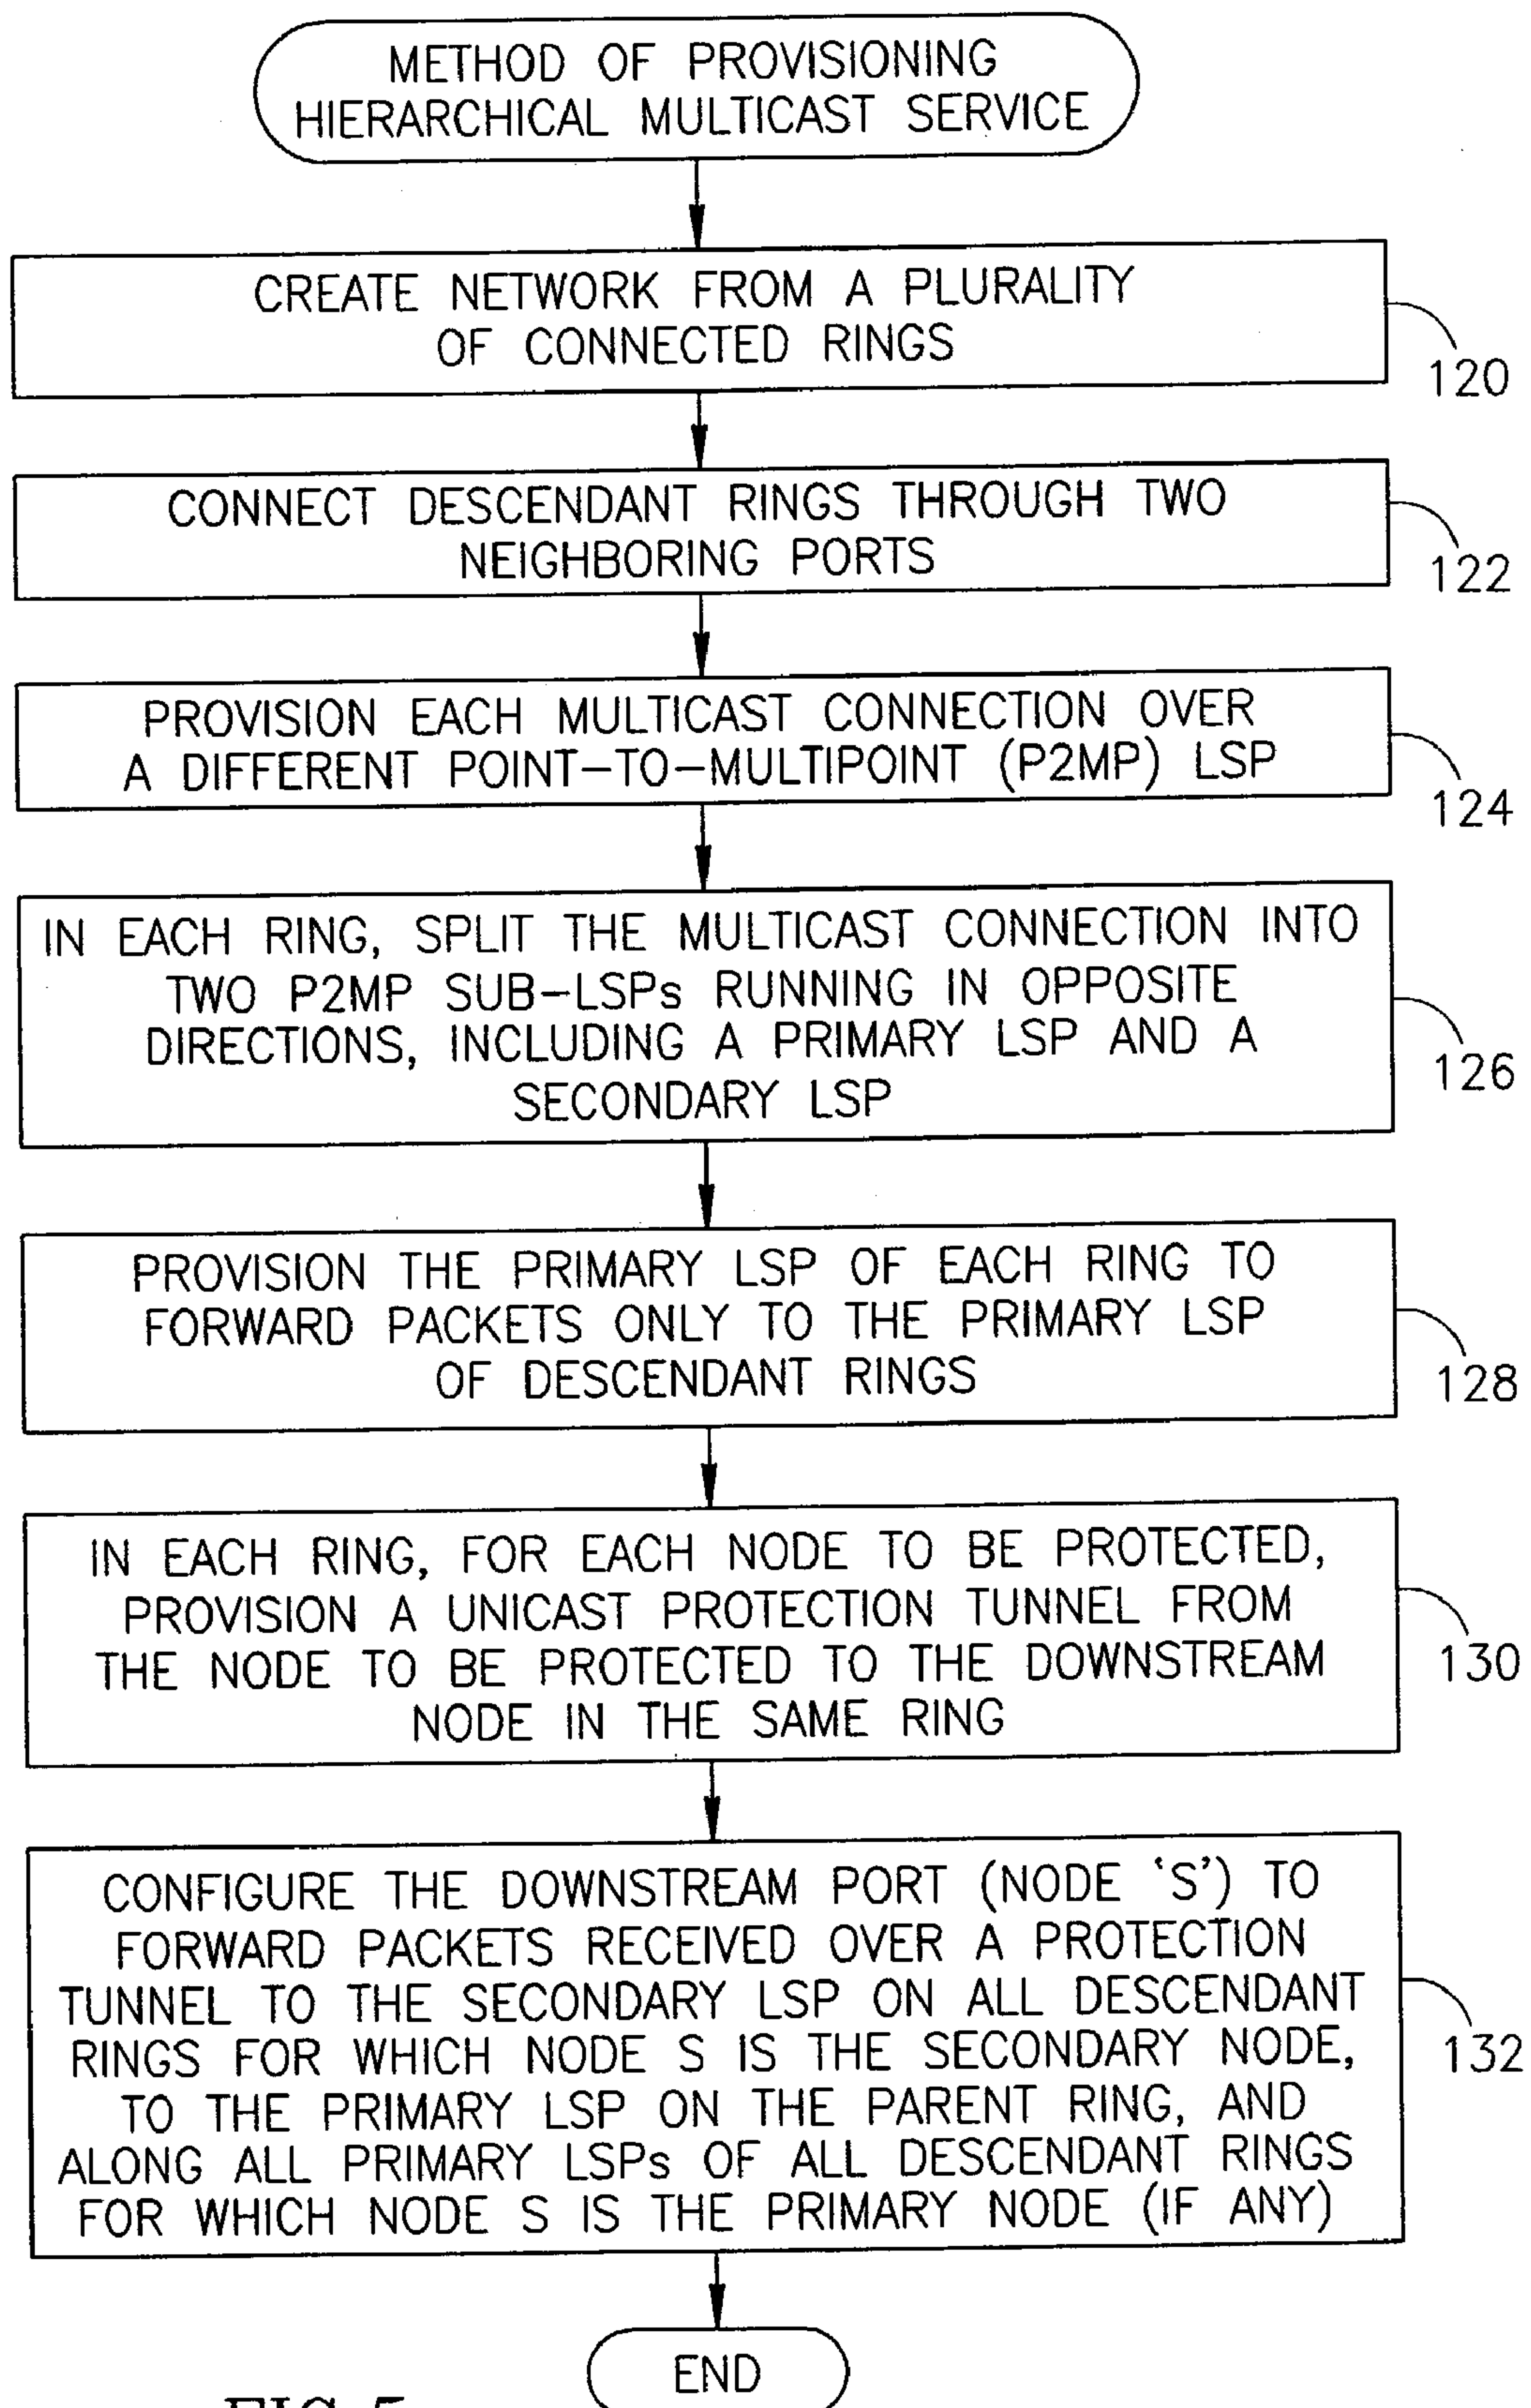 METHOD OF PROVISIONING
HIERARCHICAL MULTICAST SERVICE
CREATE NETWORK FROM A PLURALITY
OF CONNECTED RINGS
120
CONNECT DESCENDANT RINGS THROUGH TWO
NEIGHBORING PORTS
122
PROVISION EACH MULTICAST CONNECTION OVER
A DIFFERENT POINT–TO–MULTIPOINT (P2MP) LSP
124
IN EACH RING, SPLIT THE MULTICAST CONNECTION INTO
TWO P2MP SUB–LSPs RUNNING IN OPPOSITE
DIRECTIONS, INCLUDING A PRIMARY LSP AND A
SECONDARY LSP
126
PROVISION THE PRIMARY LSP OF EACH RING TO
FORWARD PACKETS ONLY TO THE PRIMARY LSP
OF DESCENDANT RINGS
128
IN EACH RING, FOR EACH NODE TO BE PROTECTED,
PROVISION A UNICAST PROTECTION TUNNEL FROM
THE NODE TO BE PROTECTED TO THE DOWNSTREAM
NODE IN THE SAME RING
130
CONFIGURE THE DOWNSTREAM PORT (NODE ‘S’) TO
FORWARD PACKETS RECEIVED OVER A PROTECTION
TUNNEL TO THE SECONDARY LSP ON ALL DESCENDANT
RINGS FOR WHICH NODE S IS THE SECONDARY NODE,
TO THE PRIMARY LSP ON THE PARENT RING, AND
ALONG ALL PRIMARY LSPs OF ALL DESCENDANT RINGS
FOR WHICH NODE S IS THE PRIMARY NODE (IF ANY)
132
END